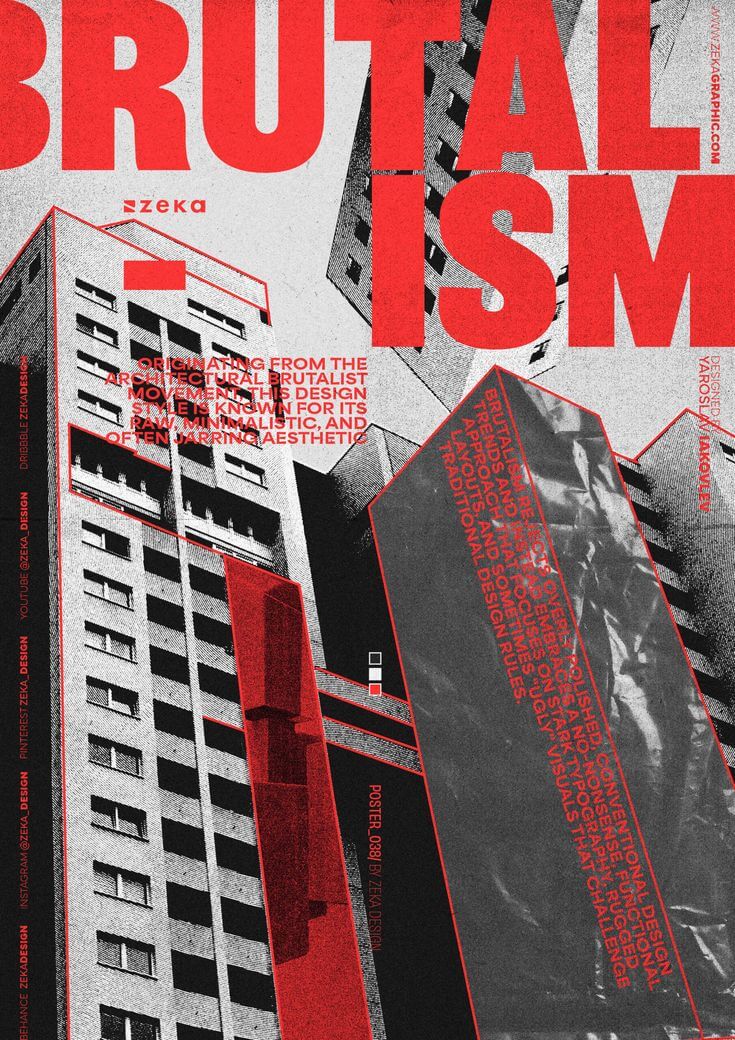 BRUTAL
ISM
WWW.ZEKAGRAPHIC.COM
zeka
ORIGINATING FROM THE
ARCHITECTURAL BRUTALIST
MOVEMENT, THIS DESIGN
STYLE IS KNOWN FOR ITS
RAW, MINIMALISTIC, AND
OFTEN JARRING AESTHETIC
DESIGNED BY
YAROSLAV IAKOVLEV
BRUTALISM REJECTS OVERLY POLISHED, CONVENTIONAL DESIGN
TRENDS AND INSTEAD EMBRACES A NO-NONSENSE, FUNCTIONAL
APPROACH THAT FOCUSES ON STARK TYPOGRAPHY, RUGGED
LAYOUTS, AND SOMETIMES "UGLY" VISUALS THAT CHALLENGE
TRADITIONAL DESIGN RULES
POSTER_038/ BY ZEKA DESIGN
DRIBBBLE ZEKADESIGN
YOUTUBE @ZEKA_DESIGN
PINTEREST ZEKA_DESIGN
INSTAGRAM @ZEKA_DESIGN
BEHANCE ZEKADESIGN